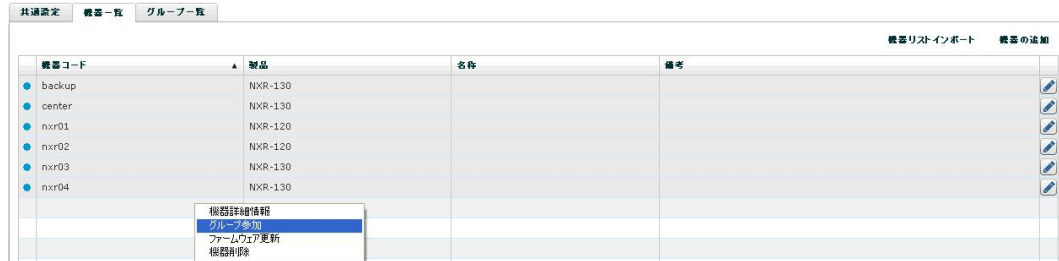 共通設定 機器一覧 グループ一覧
機器リストインポート 機器の追加
機器コード ▲ 製品 名称 備考
backup NXR-130
center NXR-130
nxr01 NXR-120
nxr02 NXR-120
nxr03 NXR-130
nxr04 NXR-130
機器詳細情報
グループ参加
ファームウェア更新
機器削除